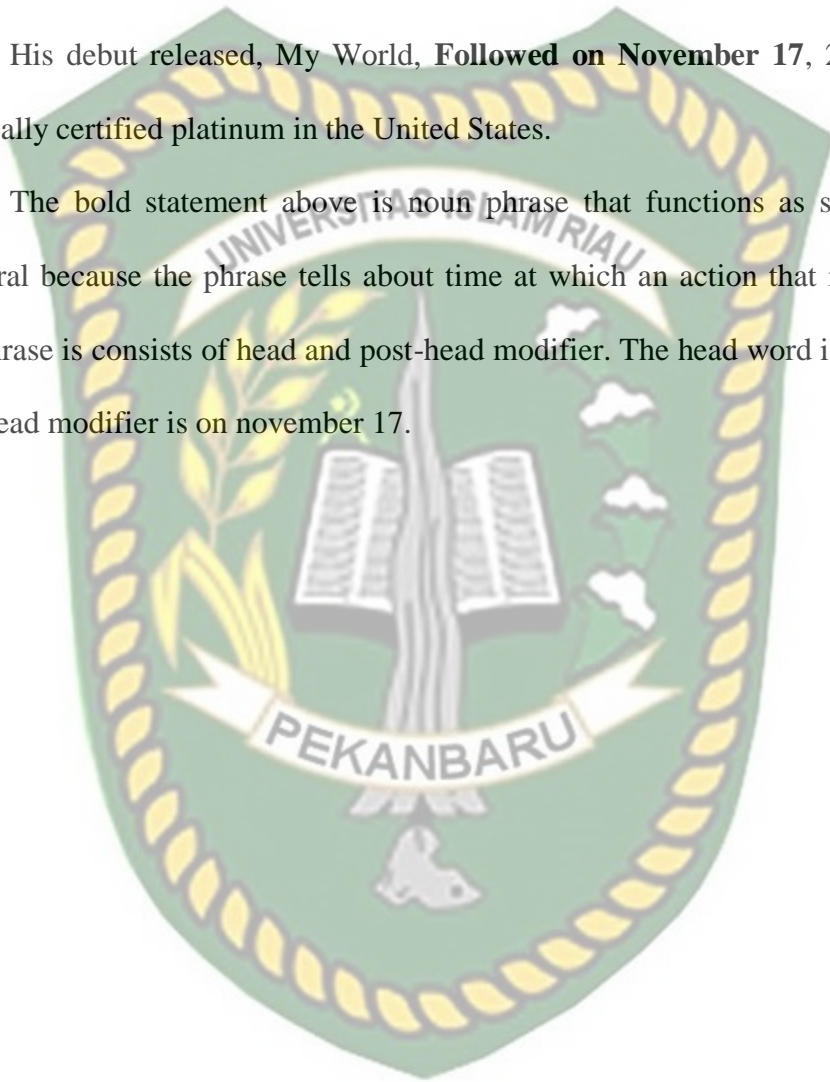 His debut released, My World, Followed on November 17, 2
ally certified platinum in the United States.
The bold statement above is noun phrase that functions as s
ral because the phrase tells about time at which an action that
hrase is consists of head and post-head modifier. The head word i
ead modifier is on november 17.
UNIVERSITAS ISLAM RIAU
PEKANBARU